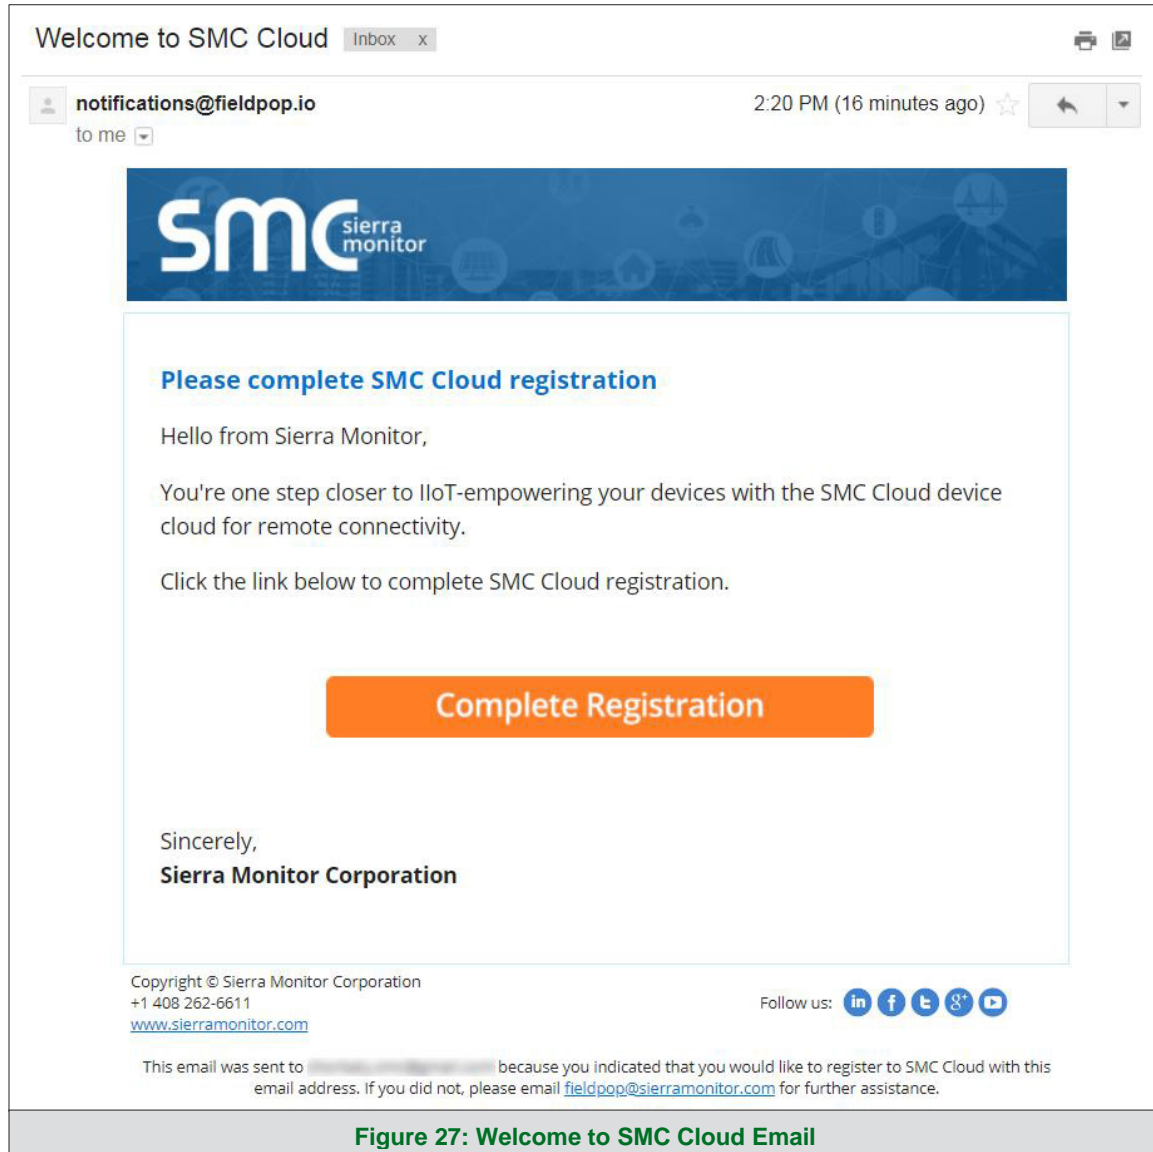 Welcome to SMC Cloud Inbox x
notifications@fieldpop.io 2:20 PM (16 minutes ago)
to me
smc sierra
monitor
Please complete SMC Cloud registration
Hello from Sierra Monitor,
You're one step closer to IIoT-empowering your devices with the SMC Cloud device
cloud for remote connectivity.
Click the link below to complete SMC Cloud registration.
Complete Registration
Sincerely,
Sierra Monitor Corporation
Copyright © Sierra Monitor Corporation
+1 408 262-6611
www.sierramonitor.com
Follow us: in f t g+
This email was sent to because you indicated that you would like to register to SMC Cloud with this
email address. If you did not, please email fieldpop@sierramonitor.com for further assistance.
Figure 27: Welcome to SMC Cloud Email